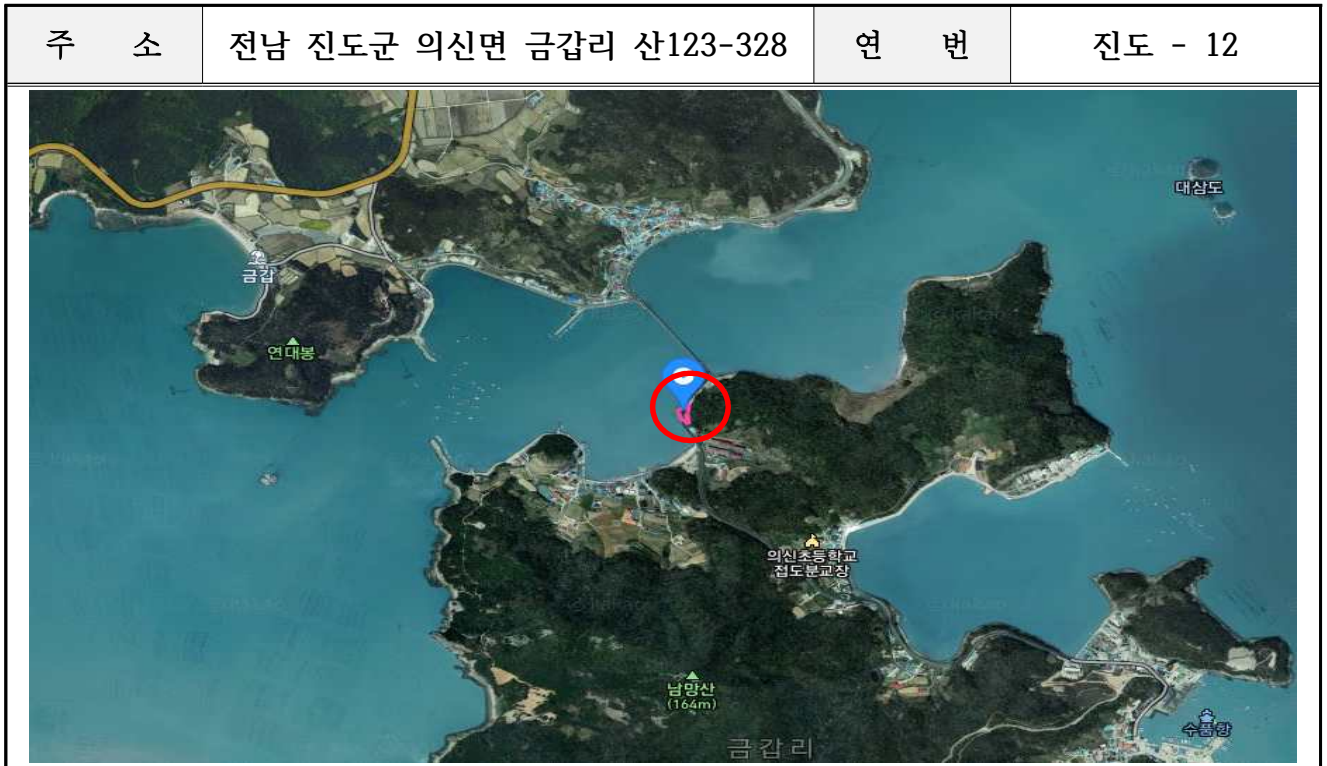 주 소 전남 진도군 의신면 금갑리 산123-328 연 번 진도 - 12
대삼도
금갑
연대봉
의신초등학교
접도분교장
남망산
(164m)
수품항
금갑리